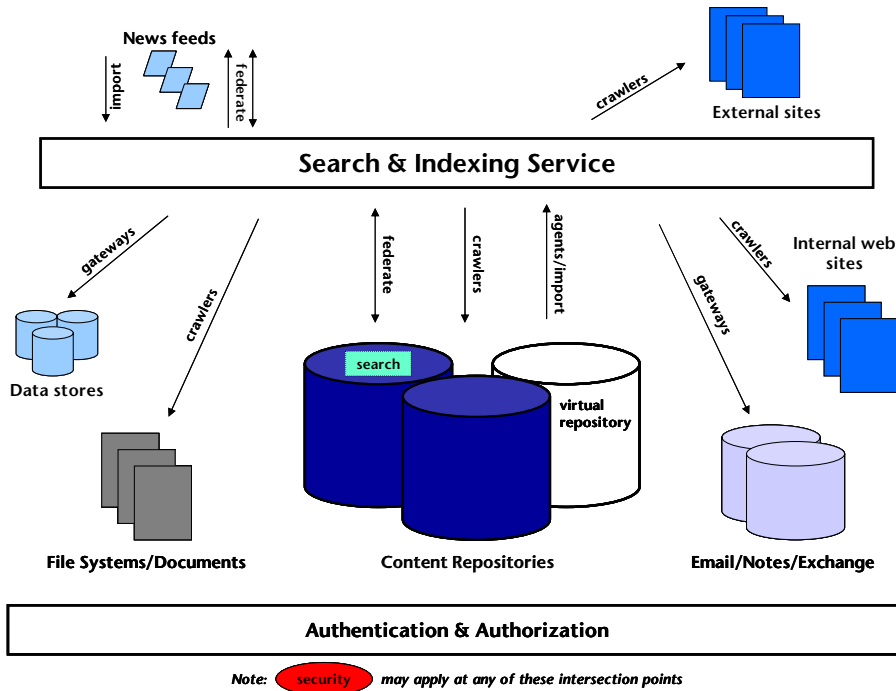 News feeds
import
federate
crawlers
External sites
Search & Indexing Service
gateways
crawlers
federate
crawlers
agents/import
gateways
crawlers
Internal web
sites
Data stores
search
virtual
repository
File Systems/Documents
Content Repositories
Email/Notes/Exchange
Authentication & Authorization
Note: security may apply at any of these intersection points